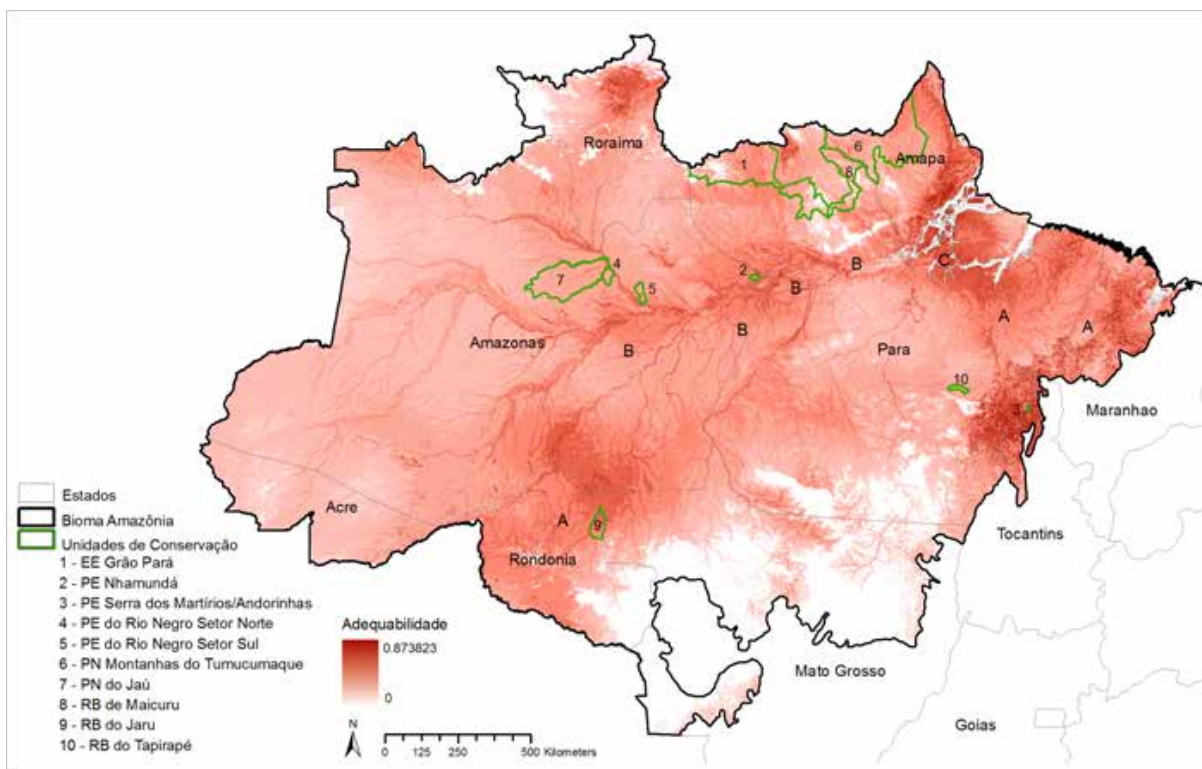 Roraima
6
Amapa
1
8
4
2
B
C
7
5
B
B
A
Amazonas
B
Para
A
10
3
Maranhao
Estados
Bioma Amazônia
Unidades de Conservação
1 - EE Grão Pará
2 - PE Nhamundá
3 - PE Serra dos Martírios/Andorinhas
4 - PE do Rio Negro Setor Norte
5 - PE do Rio Negro Setor Sul
6 - PN Montanhas do Tumucumaque
7 - PN do Jaú
8 - RB de Maicuru
9 - RB do Jaru
10 - RB do Tapirapé
Acre
A
9
Rondonia
Tocantins
Adequabilidade
0.873823
0
Mato Grosso
Goias
N
0 125 250 500 Kilometers